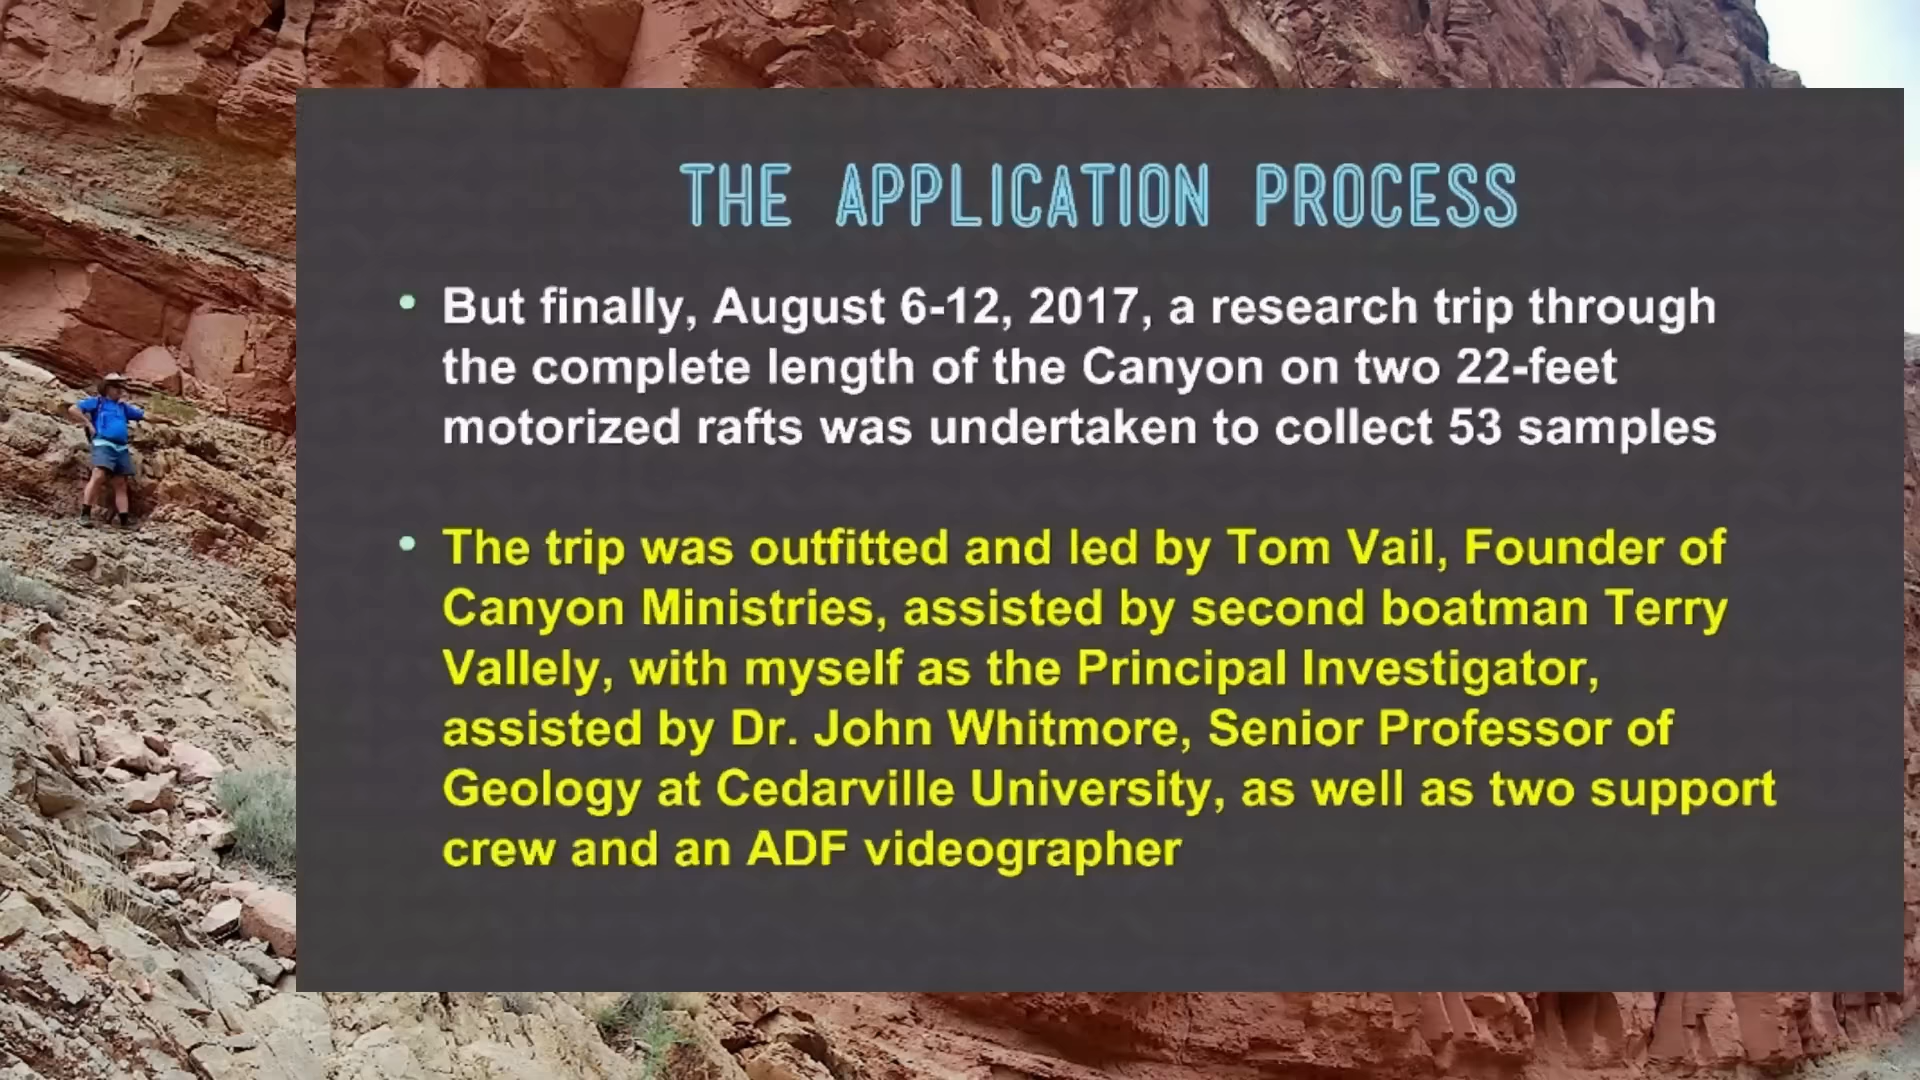 THE APPLICATION PROCESS
• But finally, August 6-12, 2017, a research trip through
the complete length of the Canyon on two 22-feet
motorized rafts was undertaken to collect 53 samples
• The trip was outfitted and led by Tom Vail, Founder of
Canyon Ministries, assisted by second boatman Terry
Vallely, with myself as the Principal Investigator,
assisted by Dr. John Whitmore, Senior Professor of
Geology at Cedarville University, as well as two support
crew and an ADF videographer